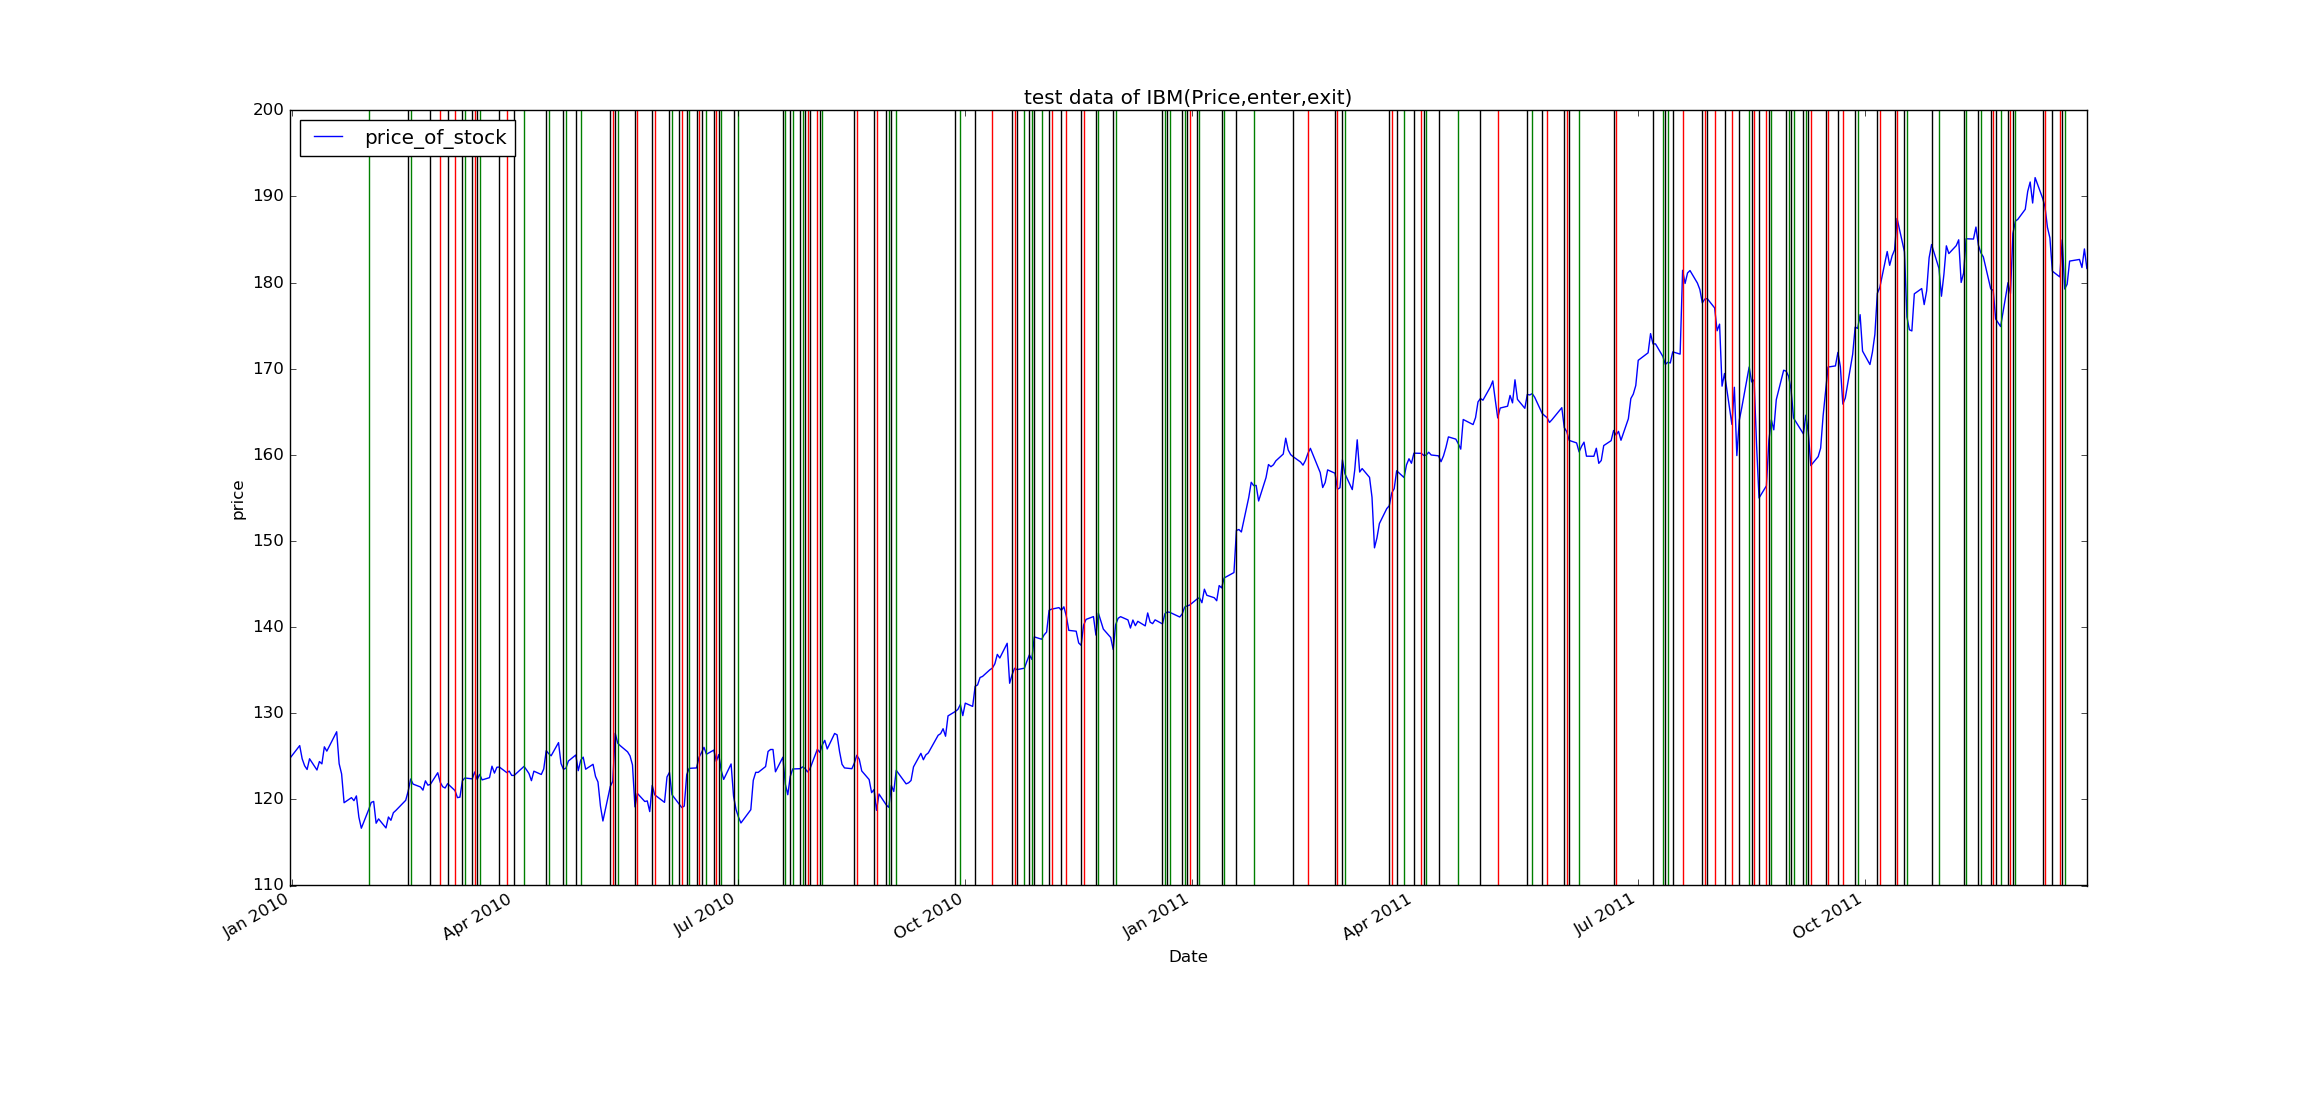 test data of IBM(Price,enter,exit)
price_of_stock
200
190
180
170
160
150
140
130
120
110
price
Jan 2010
Apr 2010
Jul 2010
Oct 2010
Jan 2011
Apr 2011
Jul 2011
Oct 2011
Date